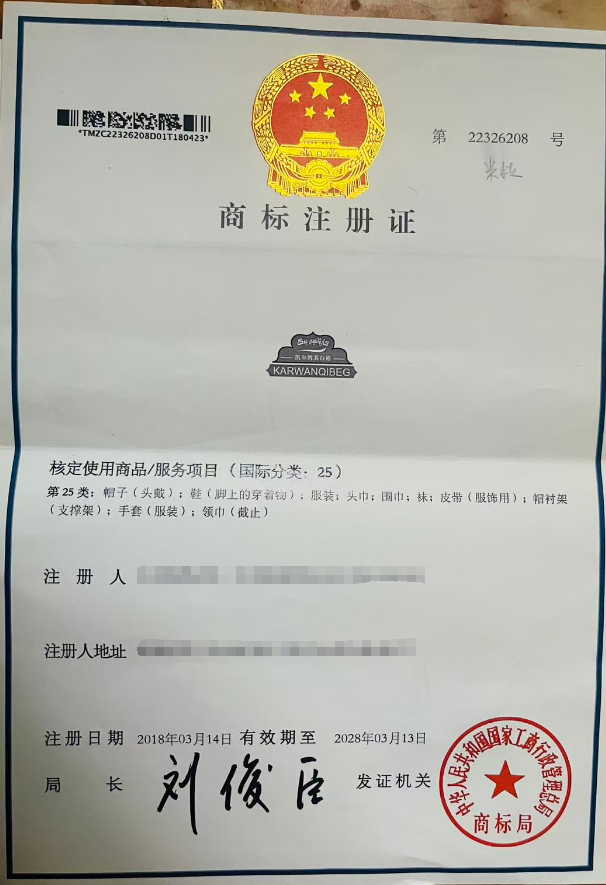 *TMZC22326208D01T180423*
第 22326208 号
商标注册证
KARWANQIBEG
核定使用商品/服务项目（国际分类：25）
第25类：帽子（头戴）；鞋（脚上的穿着物）；服装；头巾；围巾；袜；皮带（服饰用）；帽衬架
（支撑架）；手套（服装）；领巾（截止）
注册人
注册人地址
注册日期 2018年03月14日 有效期至 2028年03月13日
局长 刘俊臣 发证机关
中华人民共和国国家工商行政管理总局
商标局